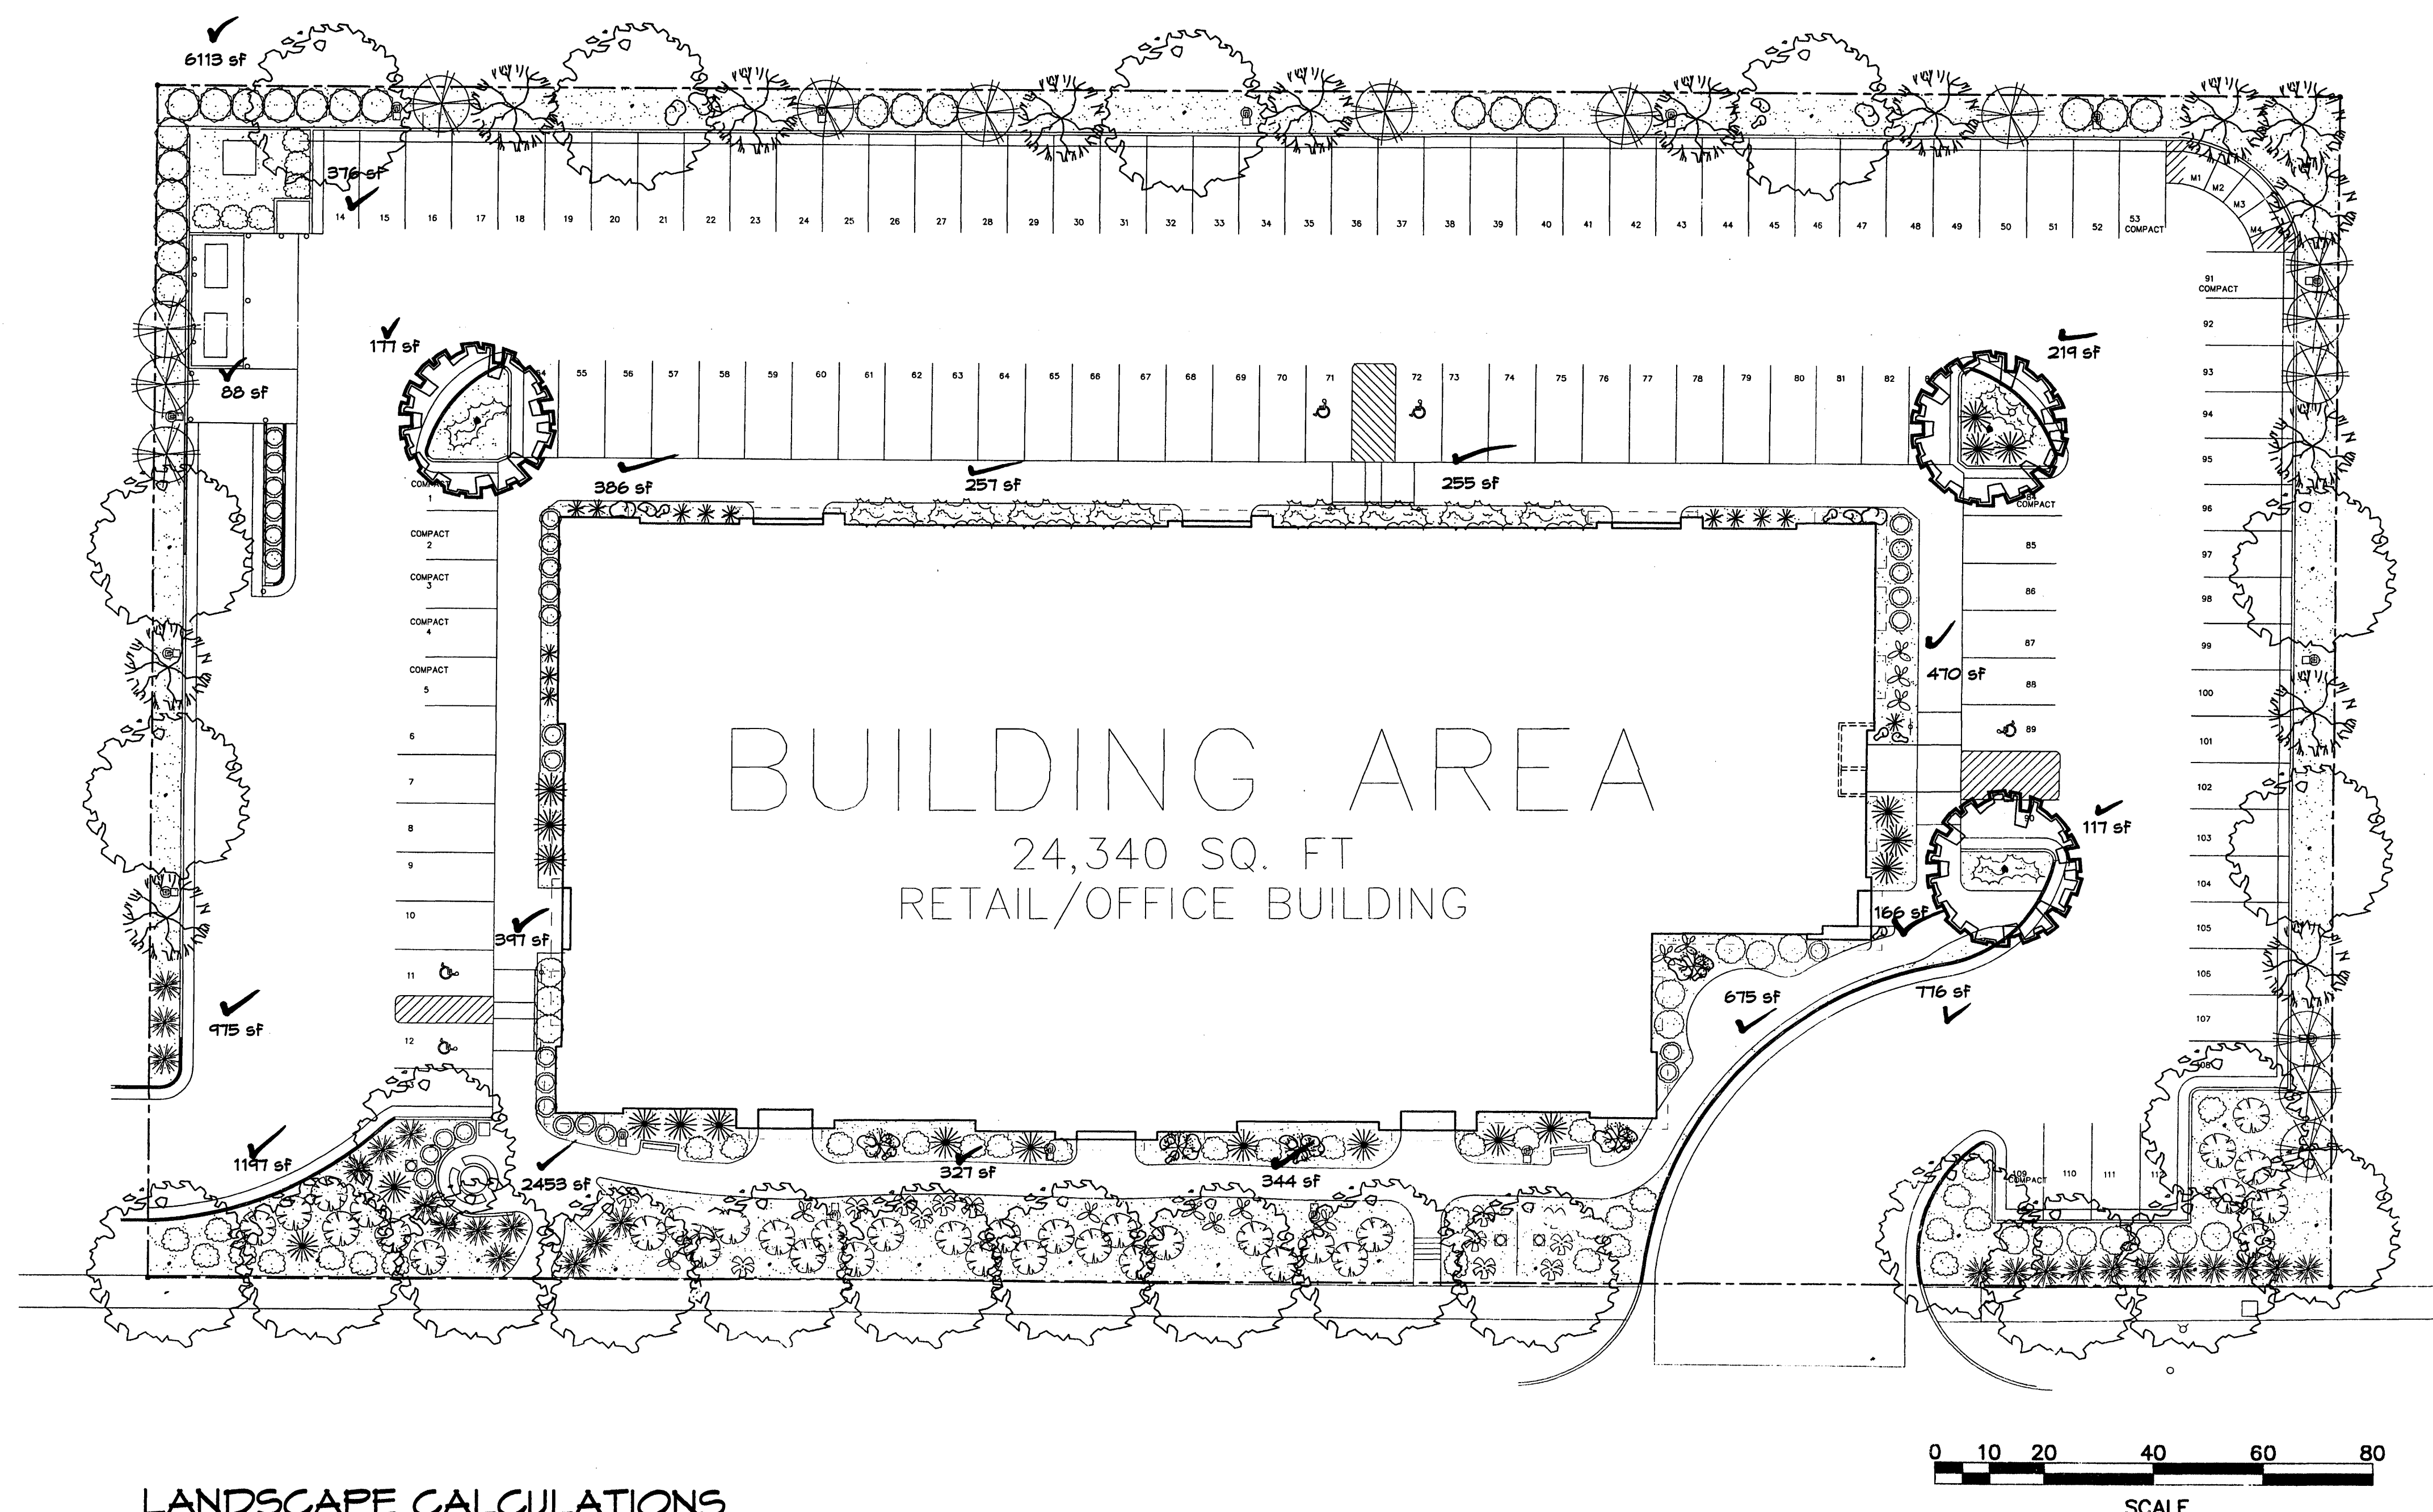 6113 sf
376 sf
14 15 16 17 18 19 20 21 22 23 24 25 26 27 28 29 30 31 32 33 34 35 36 37 38 39 40 41 42 43 44 45 46 47 48 49 50 51 52 53
COMPACT
M1
M2
M3
M4
91
COMPACT
92
93
94
95
96
97
98
99
100
101
102
103
104
105
106
107
108
177 sf
88 sf
219 sf
54 55 56 57 58 59 60 61 62 63 64 65 66 67 68 69 70 71 72 73 74 75 76 77 78 79 80 81 82
386 sf
257 sf
255 sf
COMPACT
1
COMPACT
2
COMPACT
3
COMPACT
4
COMPACT
5
6
7
8
9
10
11
12
84
COMPACT
85
86
87
88
89
90
470 sf
117 sf
BUILDING AREA
24,340 SQ. FT
RETAIL/OFFICE BUILDING
397 sf
166 sf
675 sf
776 sf
975 sf
1197 sf
2453 sf
327 sf
344 sf
109
COMPACT
110
111
112
0 10 20 40 60 80
SCALE
LANDSCAPE CALCULATIONS